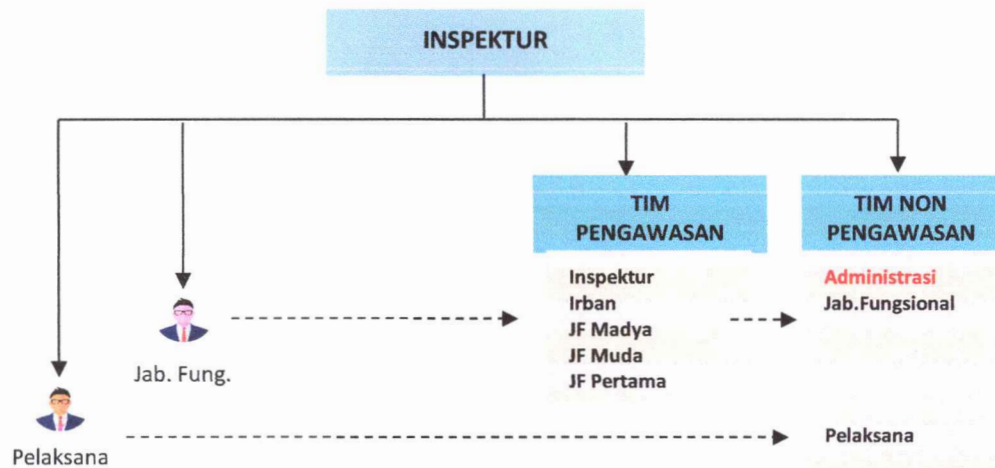 INSPEKTUR
TIM
PENGAWASAN
TIM NON
PENGAWASAN
Inspektur
Irban
JF Madya
JF Muda
JF Pertama
Administrasi
Jab.Fungsional
Jab. Fung.
Pelaksana
Pelaksana